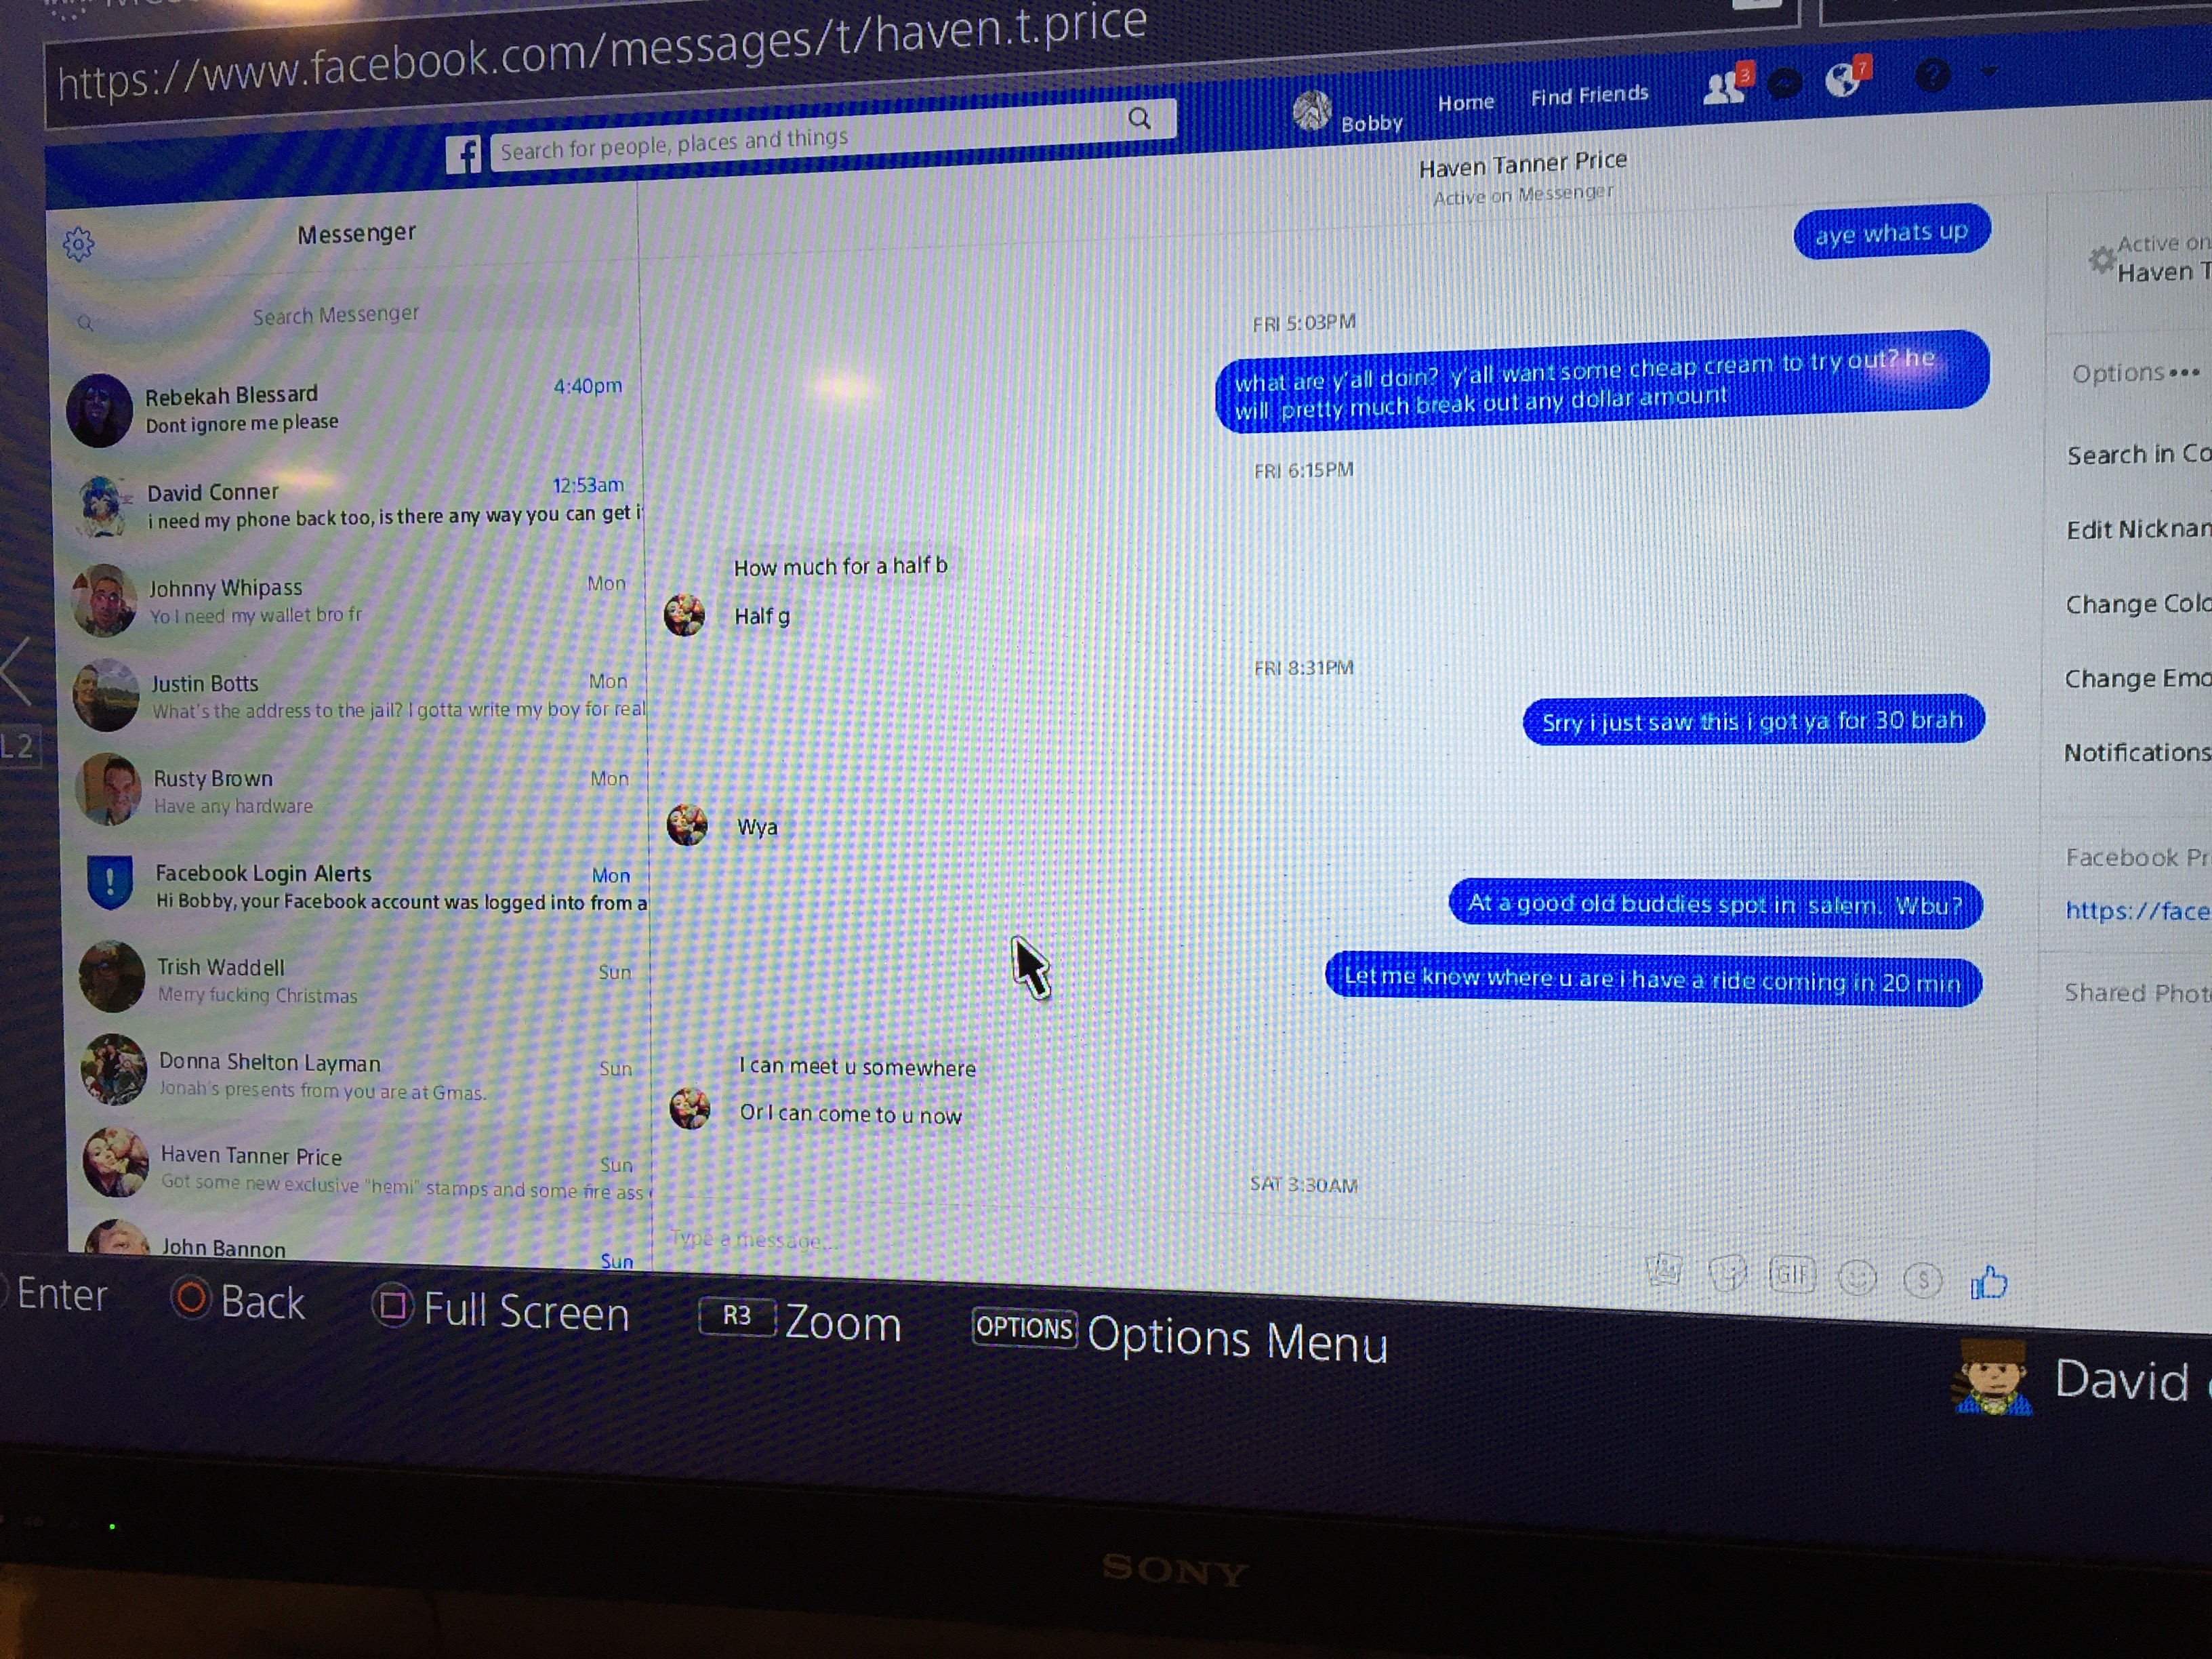 https://www.facebook.com/messages/t/haven.t.price
Search for people, places and things
Bobby
Home
Find Friends
3
7
?
Messenger
Search Messenger
Rebekah Blessard
4:40pm
Dont ignore me please
David Conner
12:53am
i need my phone back too, is there any way you can get i
Johnny Whipass
Mon
Yo I need my wallet bro fr
Justin Botts
Mon
What's the address to the jail? I gotta write my boy for real
Rusty Brown
Mon
Have any hardware
Facebook Login Alerts
Mon
Hi Bobby, your Facebook account was logged into from a
Trish Waddell
Sun
Merry fucking Christmas
Donna Shelton Layman
Sun
Jonah's presents from you are at Gmas.
Haven Tanner Price
Sun
Got some new exclusive "hemi" stamps and some fire ass
John Bannon
Sun
Haven Tanner Price
Active on Messenger
aye whats up
FRI 5:03PM
what are y'all doin? y'all want some cheap cream to try out? he
will pretty much break out any dollar amount
FRI 6:15PM
How much for a half b
Half g
FRI 8:31PM
Srry i just saw this i got ya for 30 brah
Wya
At a good old buddies spot in salem. Wbu?
Let me know where u are i have a ride coming in 20 min
I can meet u somewhere
Or I can come to u now
SAT 3:30AM
Type a message...
GIF
Active on
Haven T
Options
Search in Co
Edit Nicknam
Change Colo
Change Emo
Notifications
Facebook Pr
https://face
Shared Phot
L2
Enter
Back
Full Screen
R3 Zoom
OPTIONS Options Menu
David
SONY